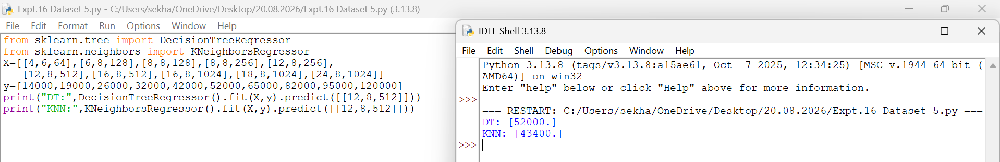 Expt.16 Dataset 5.py - C:/Users/sekha/OneDrive/Desktop/20.08.2026/Expt.16 Dataset 5.py (3.13.8)
File Edit Format Run Options Window Help
from sklearn.tree import DecisionTreeRegressor
from sklearn.neighbors import KNeighborsRegressor
X=[[4,6,64],[6,8,128],[8,8,128],[8,8,256],[12,8,256],
   [12,8,512],[16,8,512],[16,8,1024],[18,8,1024],[24,8,1024]]
y=[14000,19000,26000,32000,42000,52000,65000,82000,95000,120000]
print("DT:",DecisionTreeRegressor().fit(X,y).predict([[12,8,512]]))
print("KNN:",KNeighborsRegressor().fit(X,y).predict([[12,8,512]]))
IDLE Shell 3.13.8
File Edit Shell Debug Options Window Help
Python 3.13.8 (tags/v3.13.8:a15ae61, Oct  7 2025, 12:34:25) [MSC v.1944 64 bit (
AMD64)] on win32
Enter "help" below or click "Help" above for more information.
>>>
=== RESTART: C:/Users/sekha/OneDrive/Desktop/20.08.2026/Expt.16 Dataset 5.py ===
DT: [52000.]
KNN: [43400.]
>>>